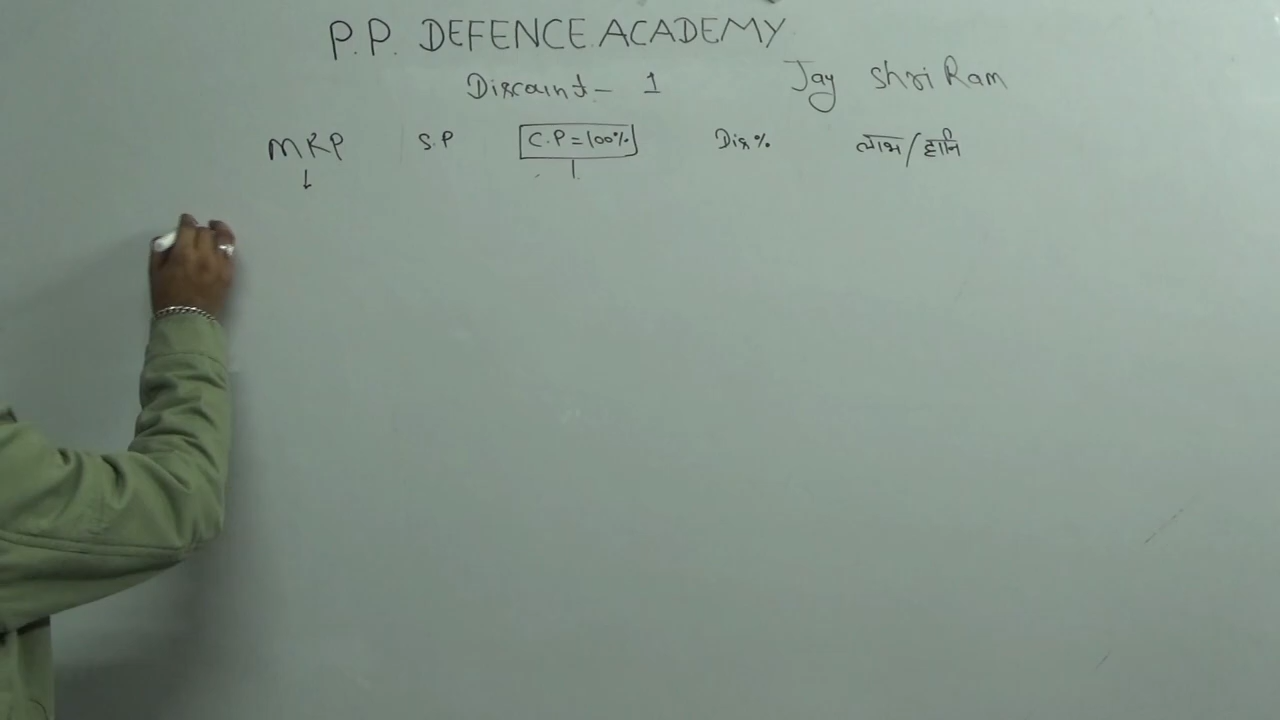 P.P. DEFENCE ACADEMY
Discount - 1 Jay Shri Ram
MRP S.P C.P = 100% Dis% लाभ/हानि